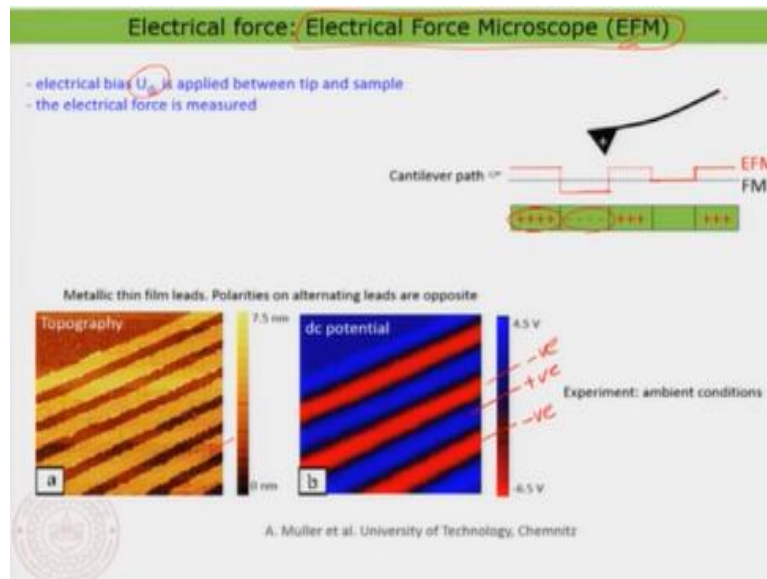 Electrical force: Electrical Force Microscope (EFM)
- electrical bias U is applied between tip and sample
- the electrical force is measured
+
Cantilever path
EFM
FM
++++ - - - +++ +++
Metallic thin film leads. Polarities on alternating leads are opposite
Topography
7.5 nm
0 nm
a
dc potential
4.5 V
-6.5 V
b
-ve
+ve
-ve
Experiment: ambient conditions
A. Müller et al. University of Technology, Chemnitz